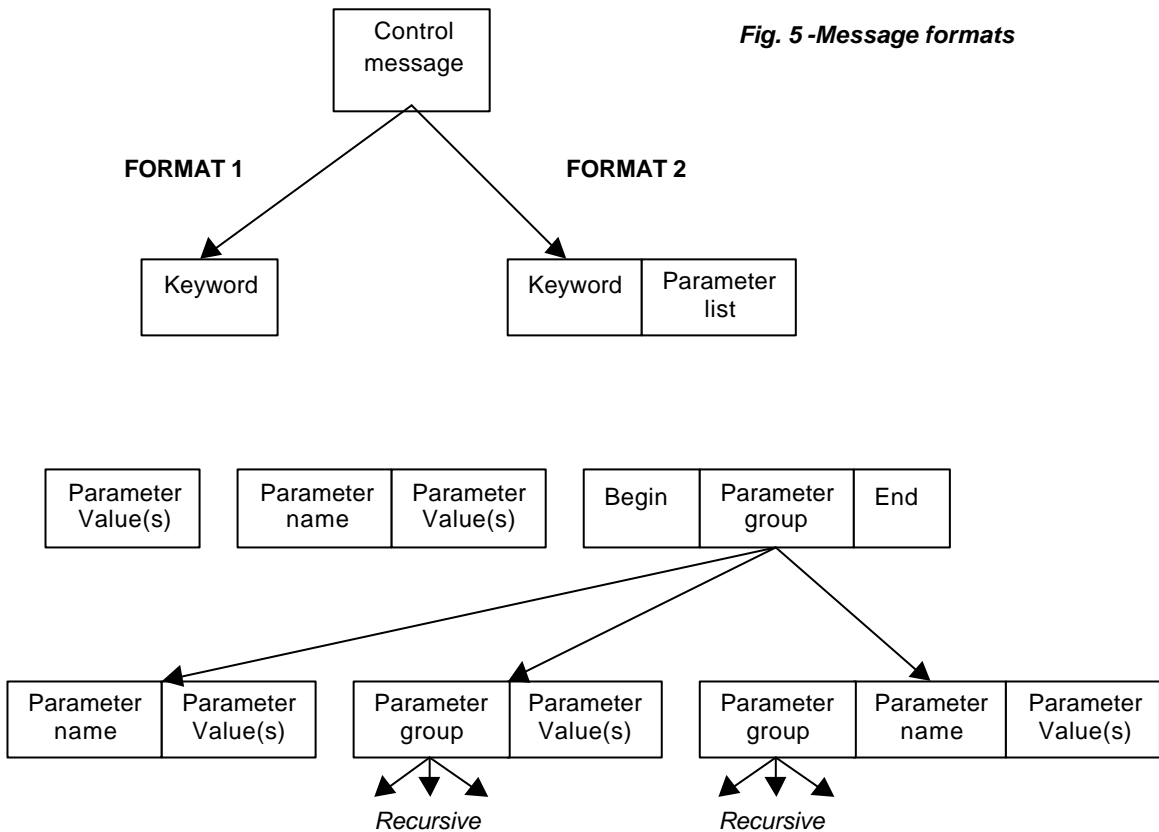 Control
message
Fig. 5 -Message formats
FORMAT 1
FORMAT 2
Keyword
Keyword
Parameter
list
Parameter
Value(s)
Parameter
name
Parameter
Value(s)
Begin
Parameter
group
End
Parameter
name
Parameter
Value(s)
Parameter
group
Parameter
Value(s)
Parameter
group
Parameter
name
Parameter
Value(s)
Recursive
Recursive